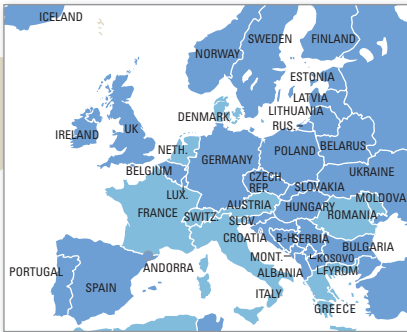 ICELAND
SWEDEN
FINLAND
NORWAY
ESTONIA
LATVIA
DENMARK
LITHUANIA
RUS.
IRELAND
UK
NETH.
BELARUS
POLAND
GERMANY
BELGIUM
CZECH
REP.
UKRAINE
LUX.
SLOVAKIA
MOLDOVA
AUSTRIA
HUNGARY
FRANCE
SWITZ.
ROMANIA
SLOV.
CROATIA
B-H
SERBIA
BULGARIA
MONT.
KOSOVO
PORTUGAL
ANDORRA
ALBANIA
FYROM
SPAIN
ITALY
GREECE